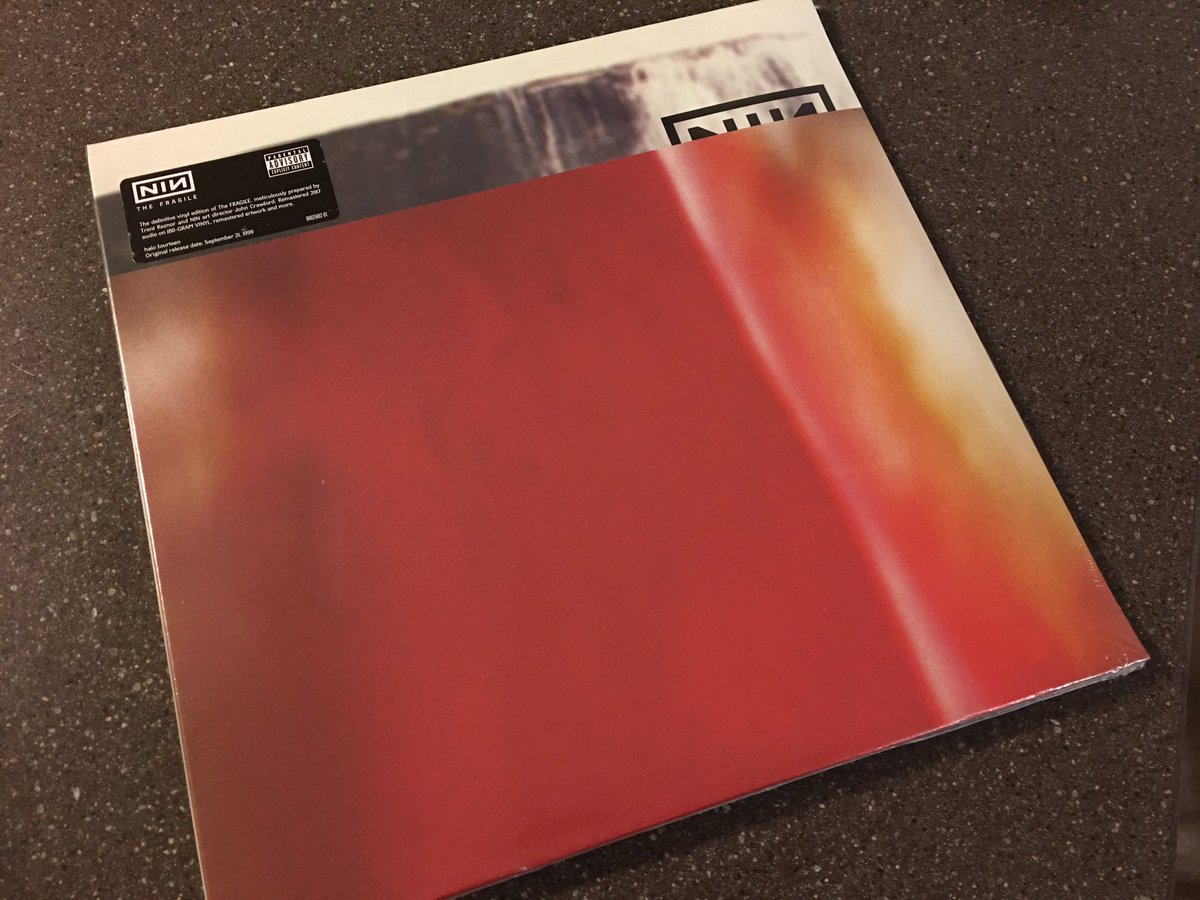 NIN
NIИ
THE FRAGILE
PARENTAL
ADVISORY
EXPLICIT CONTENT
The definitive vinyl edition of The FRAGILE, meticulously prepared by
Trent Reznor and NIN art director John Crawford. Remastered 2017
audio on 180-GRAM VINYL, remastered artwork and more.
halo fourteen
Original release date: September 21, 1999